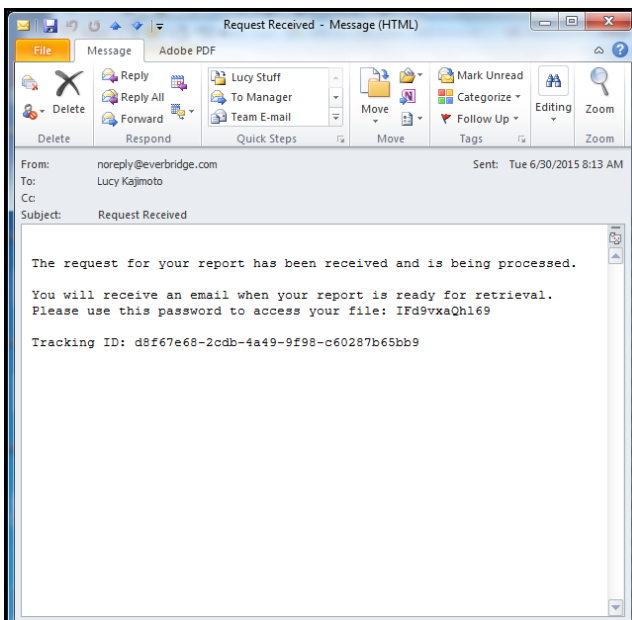 Request Received - Message (HTML)
File Message Adobe PDF
Delete
Reply
Reply All
Forward
Lucy Stuff
To Manager
Team E-mail
Move
Mark Unread
Categorize
Follow Up
Editing
Zoom
Delete Respond Quick Steps Move Tags Zoom
From: noreply@everbridge.com Sent: Tue 6/30/2015 8:13 AM
To: Lucy Kajimoto
Cc:
Subject: Request Received
The request for your report has been received and is being processed.
You will receive an email when your report is ready for retrieval.
Please use this password to access your file: IFd9vxaQhl69
Tracking ID: d8f67e68-2cdb-4a49-9f98-c60287b65bb9